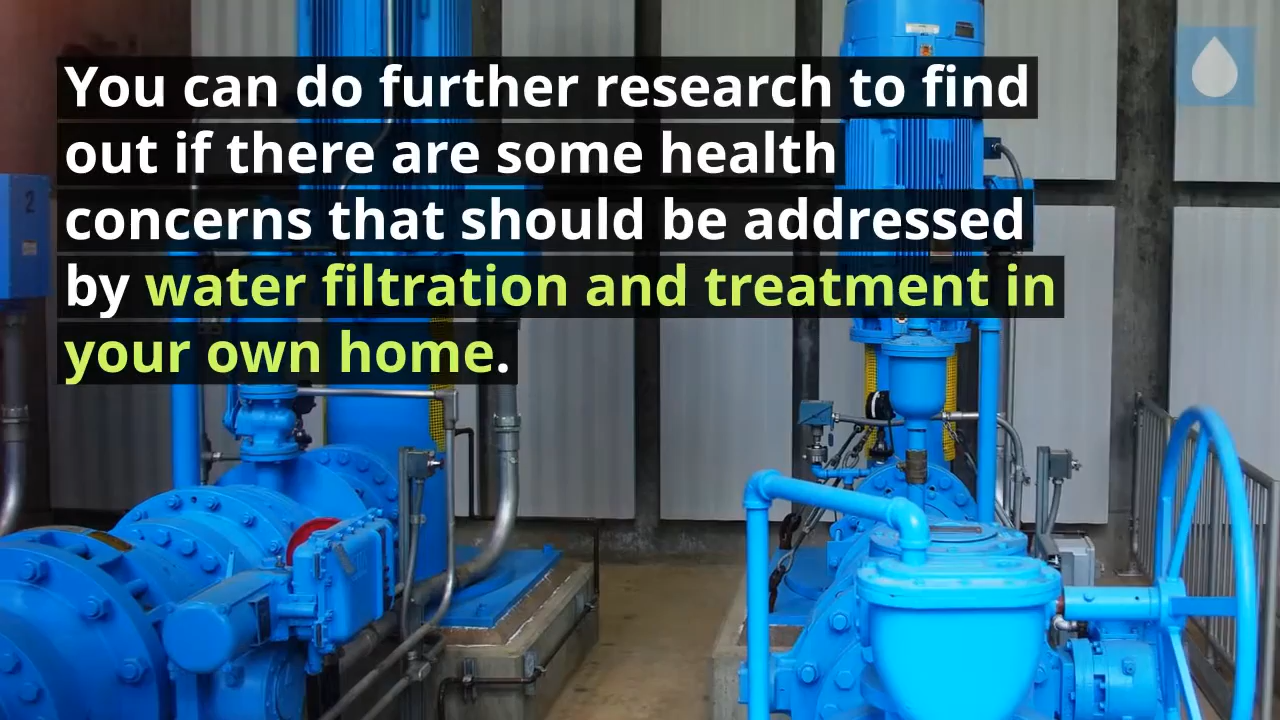 You can do further research to find
out if there are some health
concerns that should be addressed
by water filtration and treatment in
your own home.
2